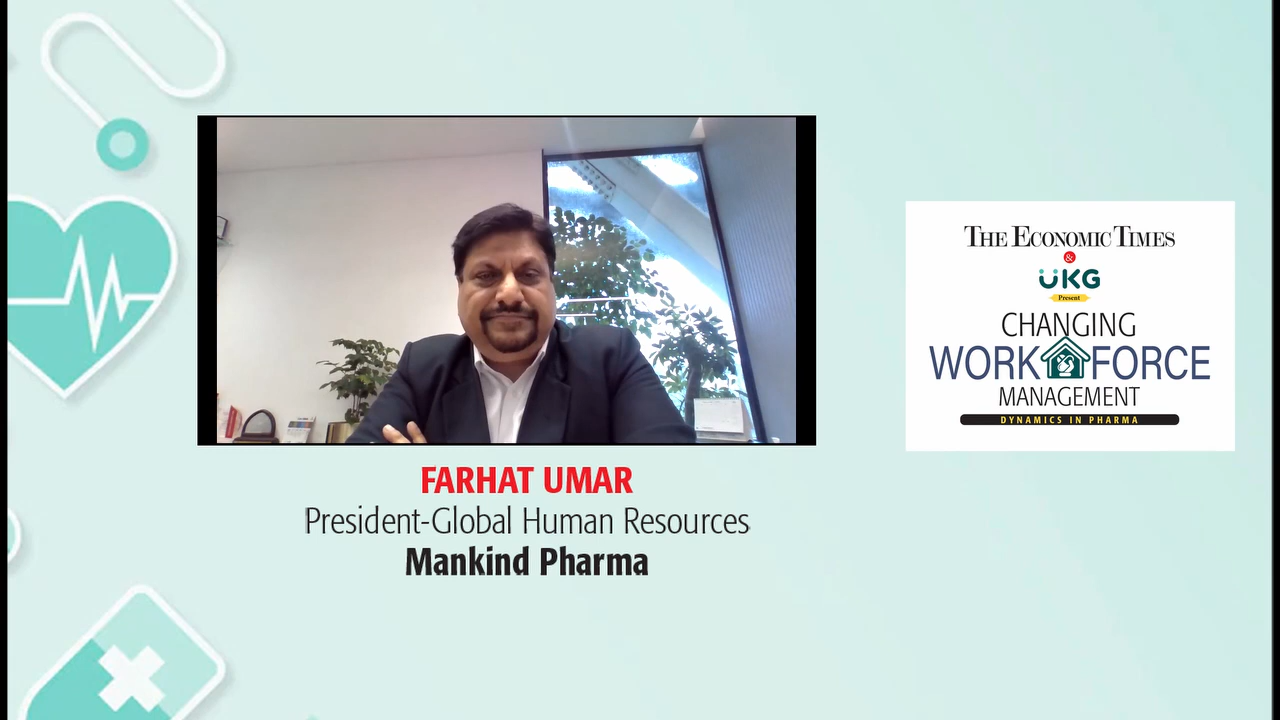 FARHAT UMAR
President-Global Human Resources
Mankind Pharma
THE ECONOMIC TIMES
&
UKG
Present
CHANGING
WORK FORCE
MANAGEMENT
DYNAMICS IN PHARMA